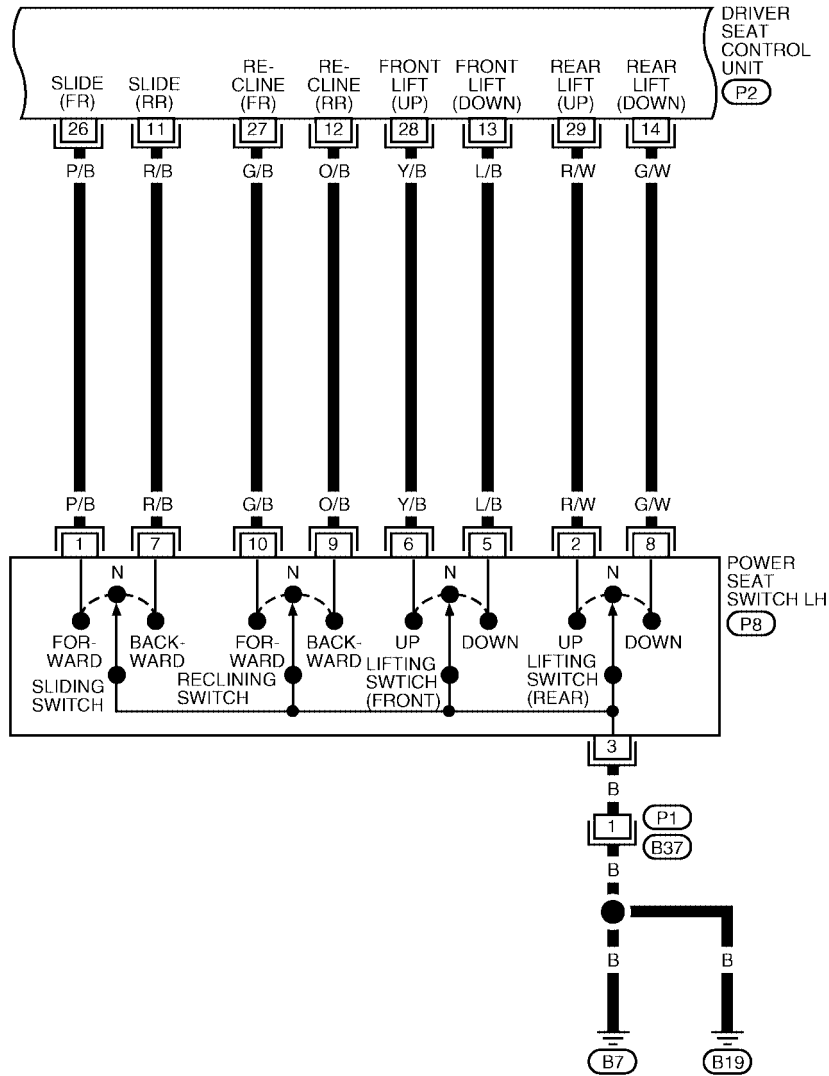 DRIVER
SEAT
CONTROL
UNIT
P2
SLIDE
(FR)
SLIDE
(RR)
RE-
CLINE
(FR)
RE-
CLINE
(RR)
FRONT
LIFT
(UP)
FRONT
LIFT
(DOWN)
REAR
LIFT
(UP)
REAR
LIFT
(DOWN)
26 11 27 12 28 13 29 14
P/B R/B G/B O/B Y/B L/B R/W G/W
P/B R/B G/B O/B Y/B L/B R/W G/W
1 7 10 9 6 5 2 8
POWER
SEAT
SWITCH LH
P8
N N N N
FOR-
WARD
BACK-
WARD
SLIDING
SWITCH
FOR-
WARD
BACK-
WARD
RECLINING
SWITCH
UP DOWN
LIFTING
SWTICH
(FRONT)
UP DOWN
LIFTING
SWITCH
(REAR)
3
B
1
P1
B37
B
B B
B7 B19